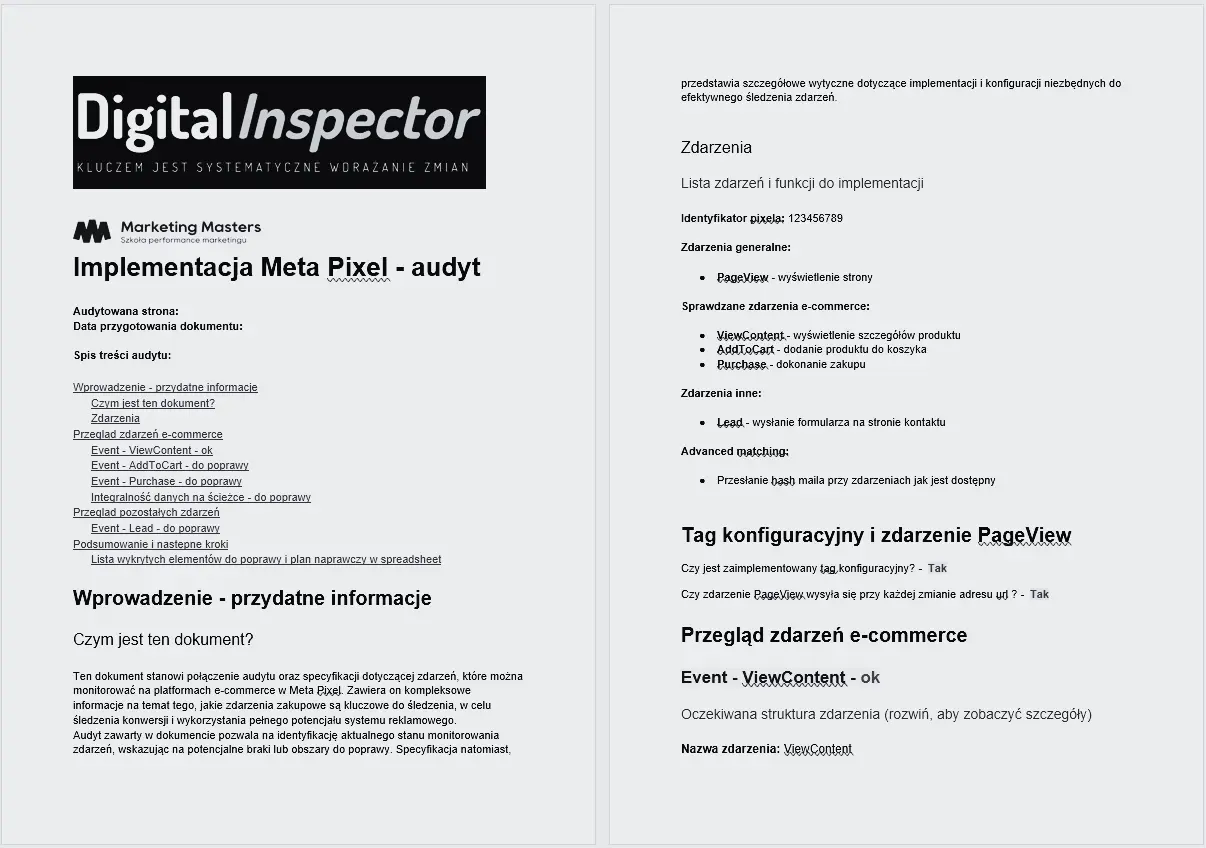 DigitalInspector
KLUCZEM JEST SYSTEMATYCZNE WDRAŻANIE ZMIAN
Marketing Masters
Szkoła performance marketingu
Implementacja Meta Pixel - audyt
Audytowana strona:
Data przygotowania dokumentu:
Spis treści audytu:
Wprowadzenie - przydatne informacje
Czym jest ten dokument?
Zdarzenia
Przegląd zdarzeń e-commerce
Event - ViewContent - ok
Event - AddToCart - do poprawy
Event - Purchase - do poprawy
Integralność danych na ścieżce - do poprawy
Przegląd pozostałych zdarzeń
Event - Lead - do poprawy
Podsumowanie i następne kroki
Lista wykrytych elementów do poprawy i plan naprawczy w spreadsheet
Wprowadzenie - przydatne informacje
Czym jest ten dokument?
Ten dokument stanowi połączenie audytu oraz specyfikacji dotyczącej zdarzeń, które można
monitorować na platformach e-commerce w Meta Pixel. Zawiera on kompleksowe
informacje na temat tego, jakie zdarzenia zakupowe są kluczowe do śledzenia, w celu
śledzenia konwersji i wykorzystania pełnego potencjału systemu reklamowego.
Audyt zawarty w dokumencie pozwala na identyfikację aktualnego stanu monitorowania
zdarzeń, wskazując na potencjalne braki lub obszary do poprawy. Specyfikacja natomiast,
przedstawia szczegółowe wytyczne dotyczące implementacji i konfiguracji niezbędnych do
efektywnego śledzenia zdarzeń.
Zdarzenia
Lista zdarzeń i funkcji do implementacji
Identyfikator pixela: 123456789
Zdarzenia generalne:
• PageView - wyświetlenie strony
Sprawdzane zdarzenia e-commerce:
• ViewContent - wyświetlenie szczegółów produktu
• AddToCart - dodanie produktu do koszyka
• Purchase - dokonanie zakupu
Zdarzenia inne:
• Lead - wysłanie formularza na stronie kontaktu
Advanced matching:
• Przesłanie hash maila przy zdarzeniach jak jest dostępny
Tag konfiguracyjny i zdarzenie PageView
Czy jest zaimplementowany tag konfiguracyjny? - Tak
Czy zdarzenie PageView wysyła się przy każdej zmianie adresu url ? - Tak
Przegląd zdarzeń e-commerce
Event - ViewContent - ok
Oczekiwana struktura zdarzenia (rozwiń, aby zobaczyć szczegóły)
Nazwa zdarzenia: ViewContent